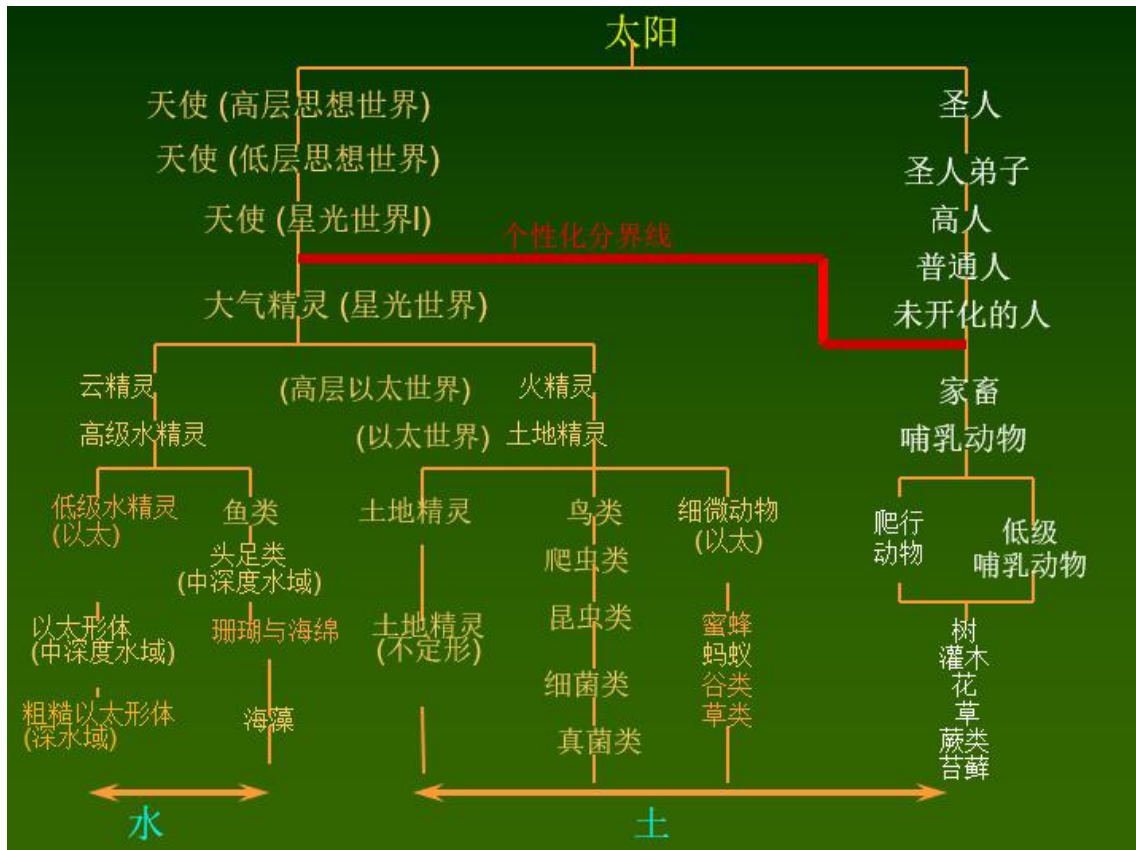 太阳
天使 (高层思想世界)
圣人
天使 (低层思想世界)
圣人弟子
天使 (星光世界I)
高人
个性化分界线
普通人
大气精灵 (星光世界)
未开化的人
云精灵
(高层以太世界)
火精灵
家畜
高级水精灵
(以太世界)
土地精灵
哺乳动物
低级水精灵
(以太)
鱼类
土地精灵
鸟类
细微动物
(以太)
爬行
动物
低级
哺乳动物
头足类
(中深度水域)
爬虫类
以太形体
(中深度水域)
珊瑚与海绵
土地精灵
(不定形)
昆虫类
蜜蜂
蚂蚁
谷类
草类
树
灌木
花
草
蕨类
苔藓
粗糙以太形体
(深水域)
海藻
细菌类
真菌类
水
土